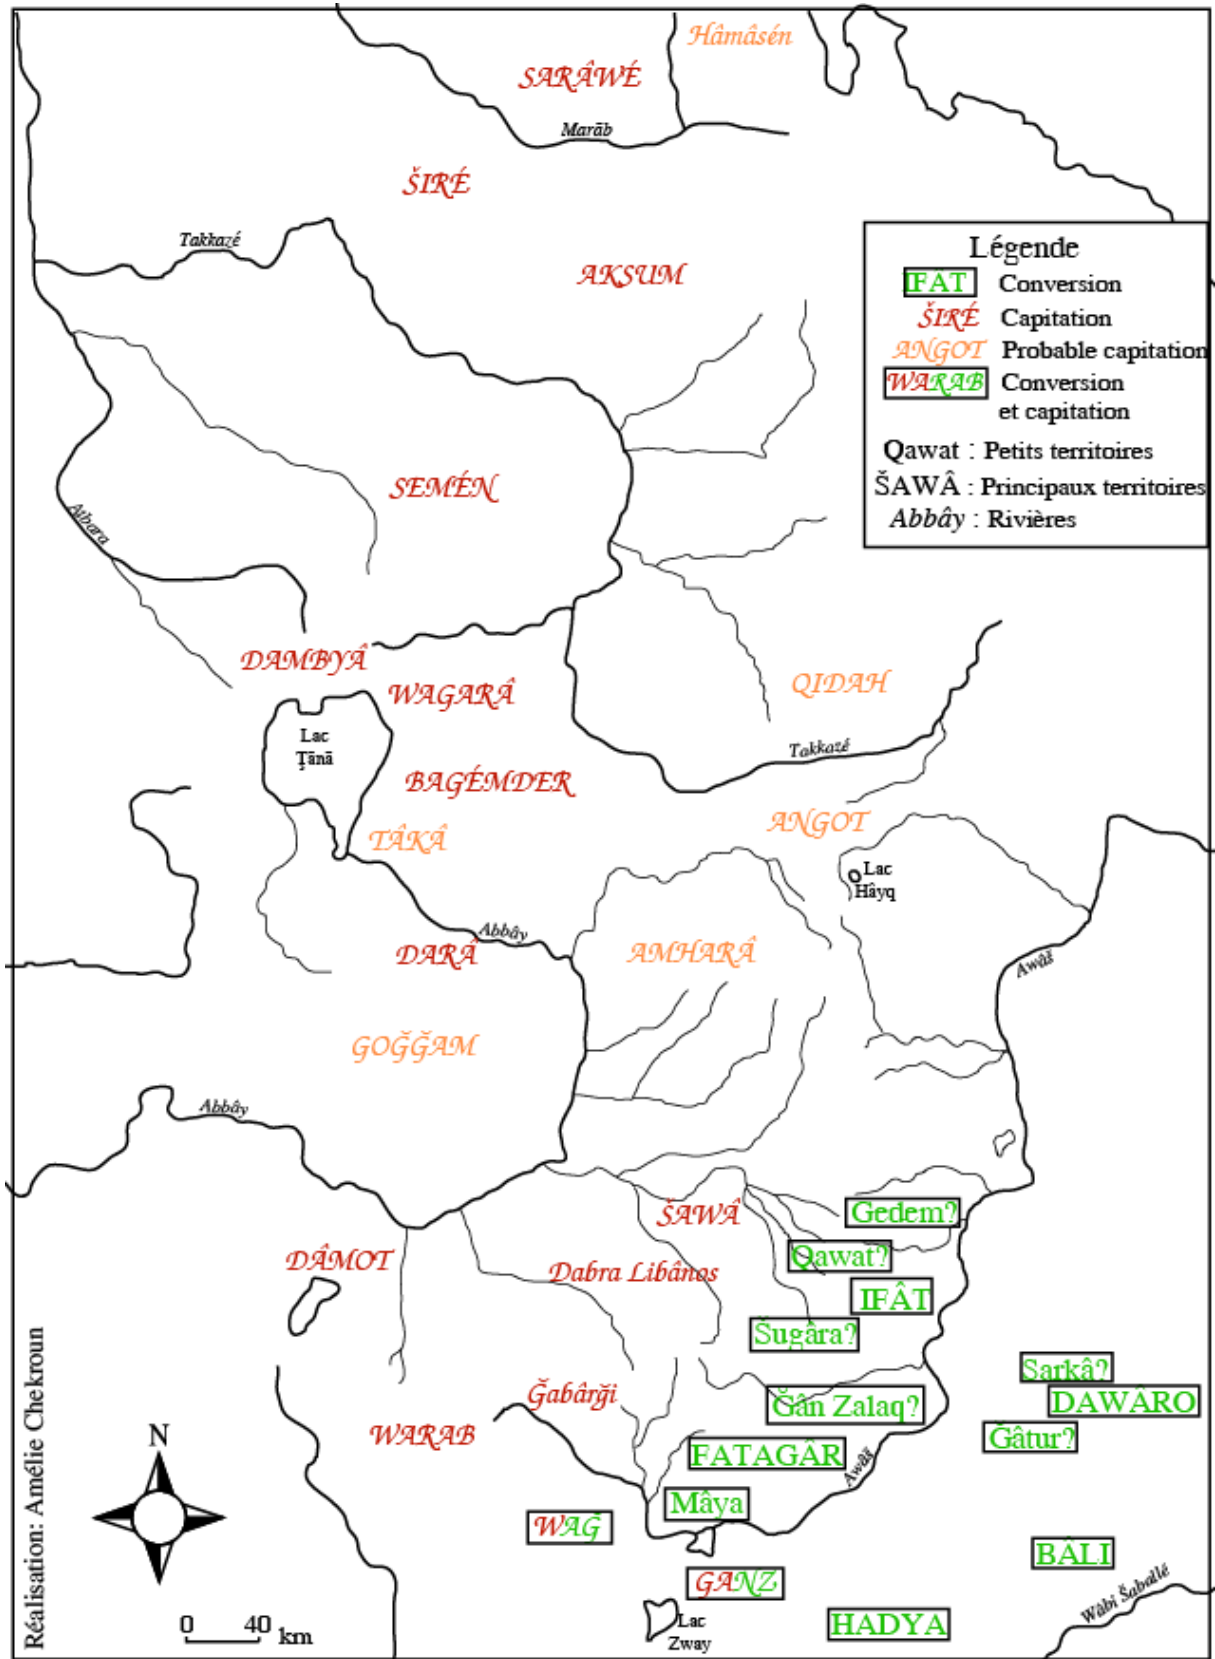 Hâmâsén
SARÂWÉ
Marāb
ŠIRÉ
Takkazé
AKSUM
Légende
IFAT Conversion
ŠIRÉ Capitation
ANGOT Probable capitation
WARAB Conversion
et capitation
Qawat : Petits territoires
ŠAWÂ : Principaux territoires
Abbây : Rivières
SEMÉN
Atbara
DAMBYÂ
WAGARÂ
QIDAH
Lac
Ţānā
Takkazé
BAGÉMDER
TÂKÂ
ANGOT
Lac
Hâyq
Abbây
DARÂ
AMHARÂ
Awâš
GOĞĞAM
Abbây
ŠAWÂ
Gedem?
Qawat?
DÂMOT
Dabra Libânos
IFÂT
Šugâra?
Sarkâ?
DAWÂRO
Ğabârği
Ğân Zalaq?
WARAB
Ğâtur?
FATAGÂR
Awâš
Mâya
WAĞ
BÂLI
GANZ
Wâbi Šaballé
Lac
Zway
HADYA
N
0 40 km
Réalisation: Amélie Chekroun